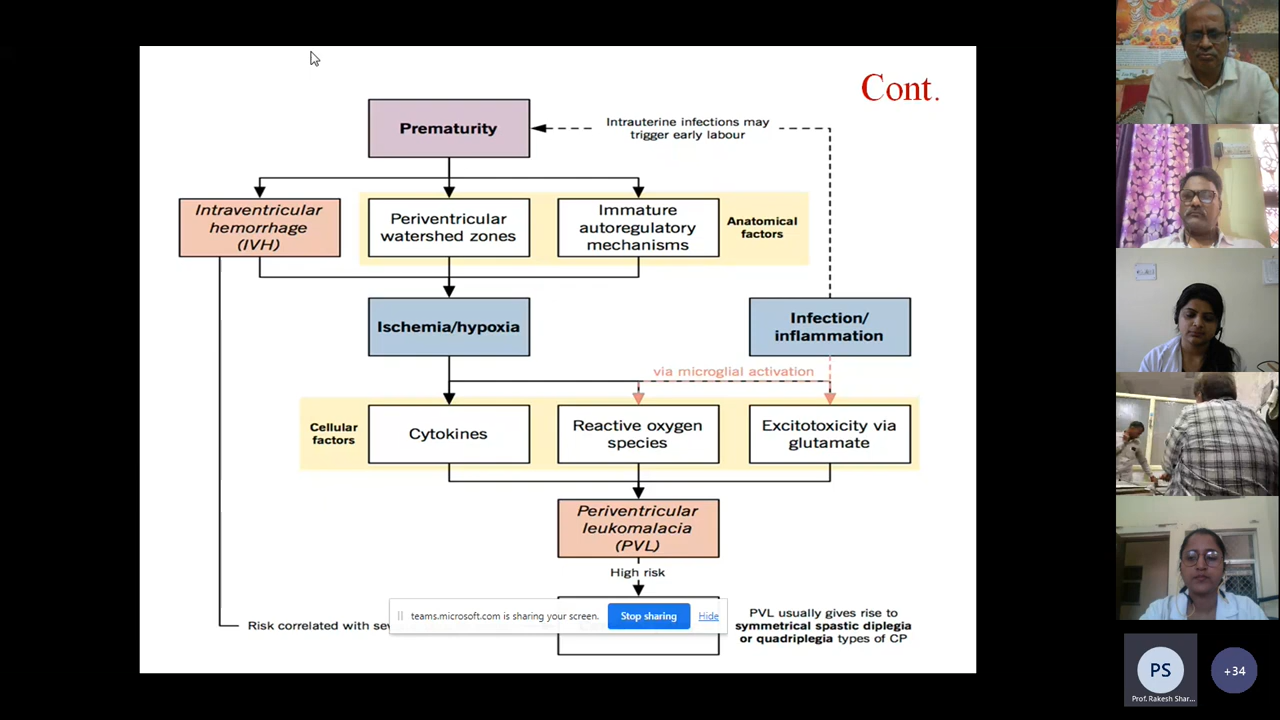 Cont.
Prematurity
Intrauterine infections may
trigger early labour
Intraventricular
hemorrhage
(IVH)
Periventricular
watershed zones
Immature
autoregulatory
mechanisms
Anatomical
factors
Ischemia/hypoxia
Infection/
inflammation
via microglial activation
Cellular
factors
Cytokines
Reactive oxygen
species
Excitotoxicity via
glutamate
Periventricular
leukomalacia
(PVL)
High risk
teams.microsoft.com is sharing your screen.
Stop sharing
Hide
Risk correlated with
PVL usually gives rise to
symmetrical spastic diplegia
or quadriplegia types of CP
PS
Prof. Rakesh Shar...
+34